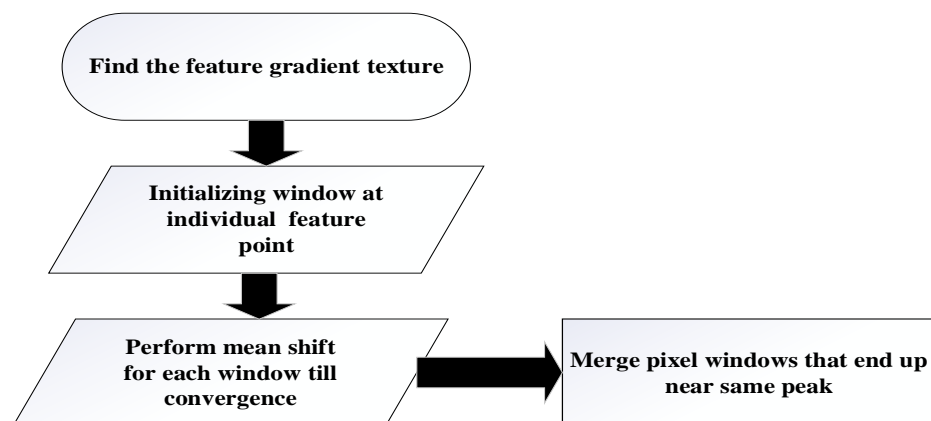 Find the feature gradient texture
Initializing window at
individual feature
point
Perform mean shift
for each window till
convergence
Merge pixel windows that end up
near same peak